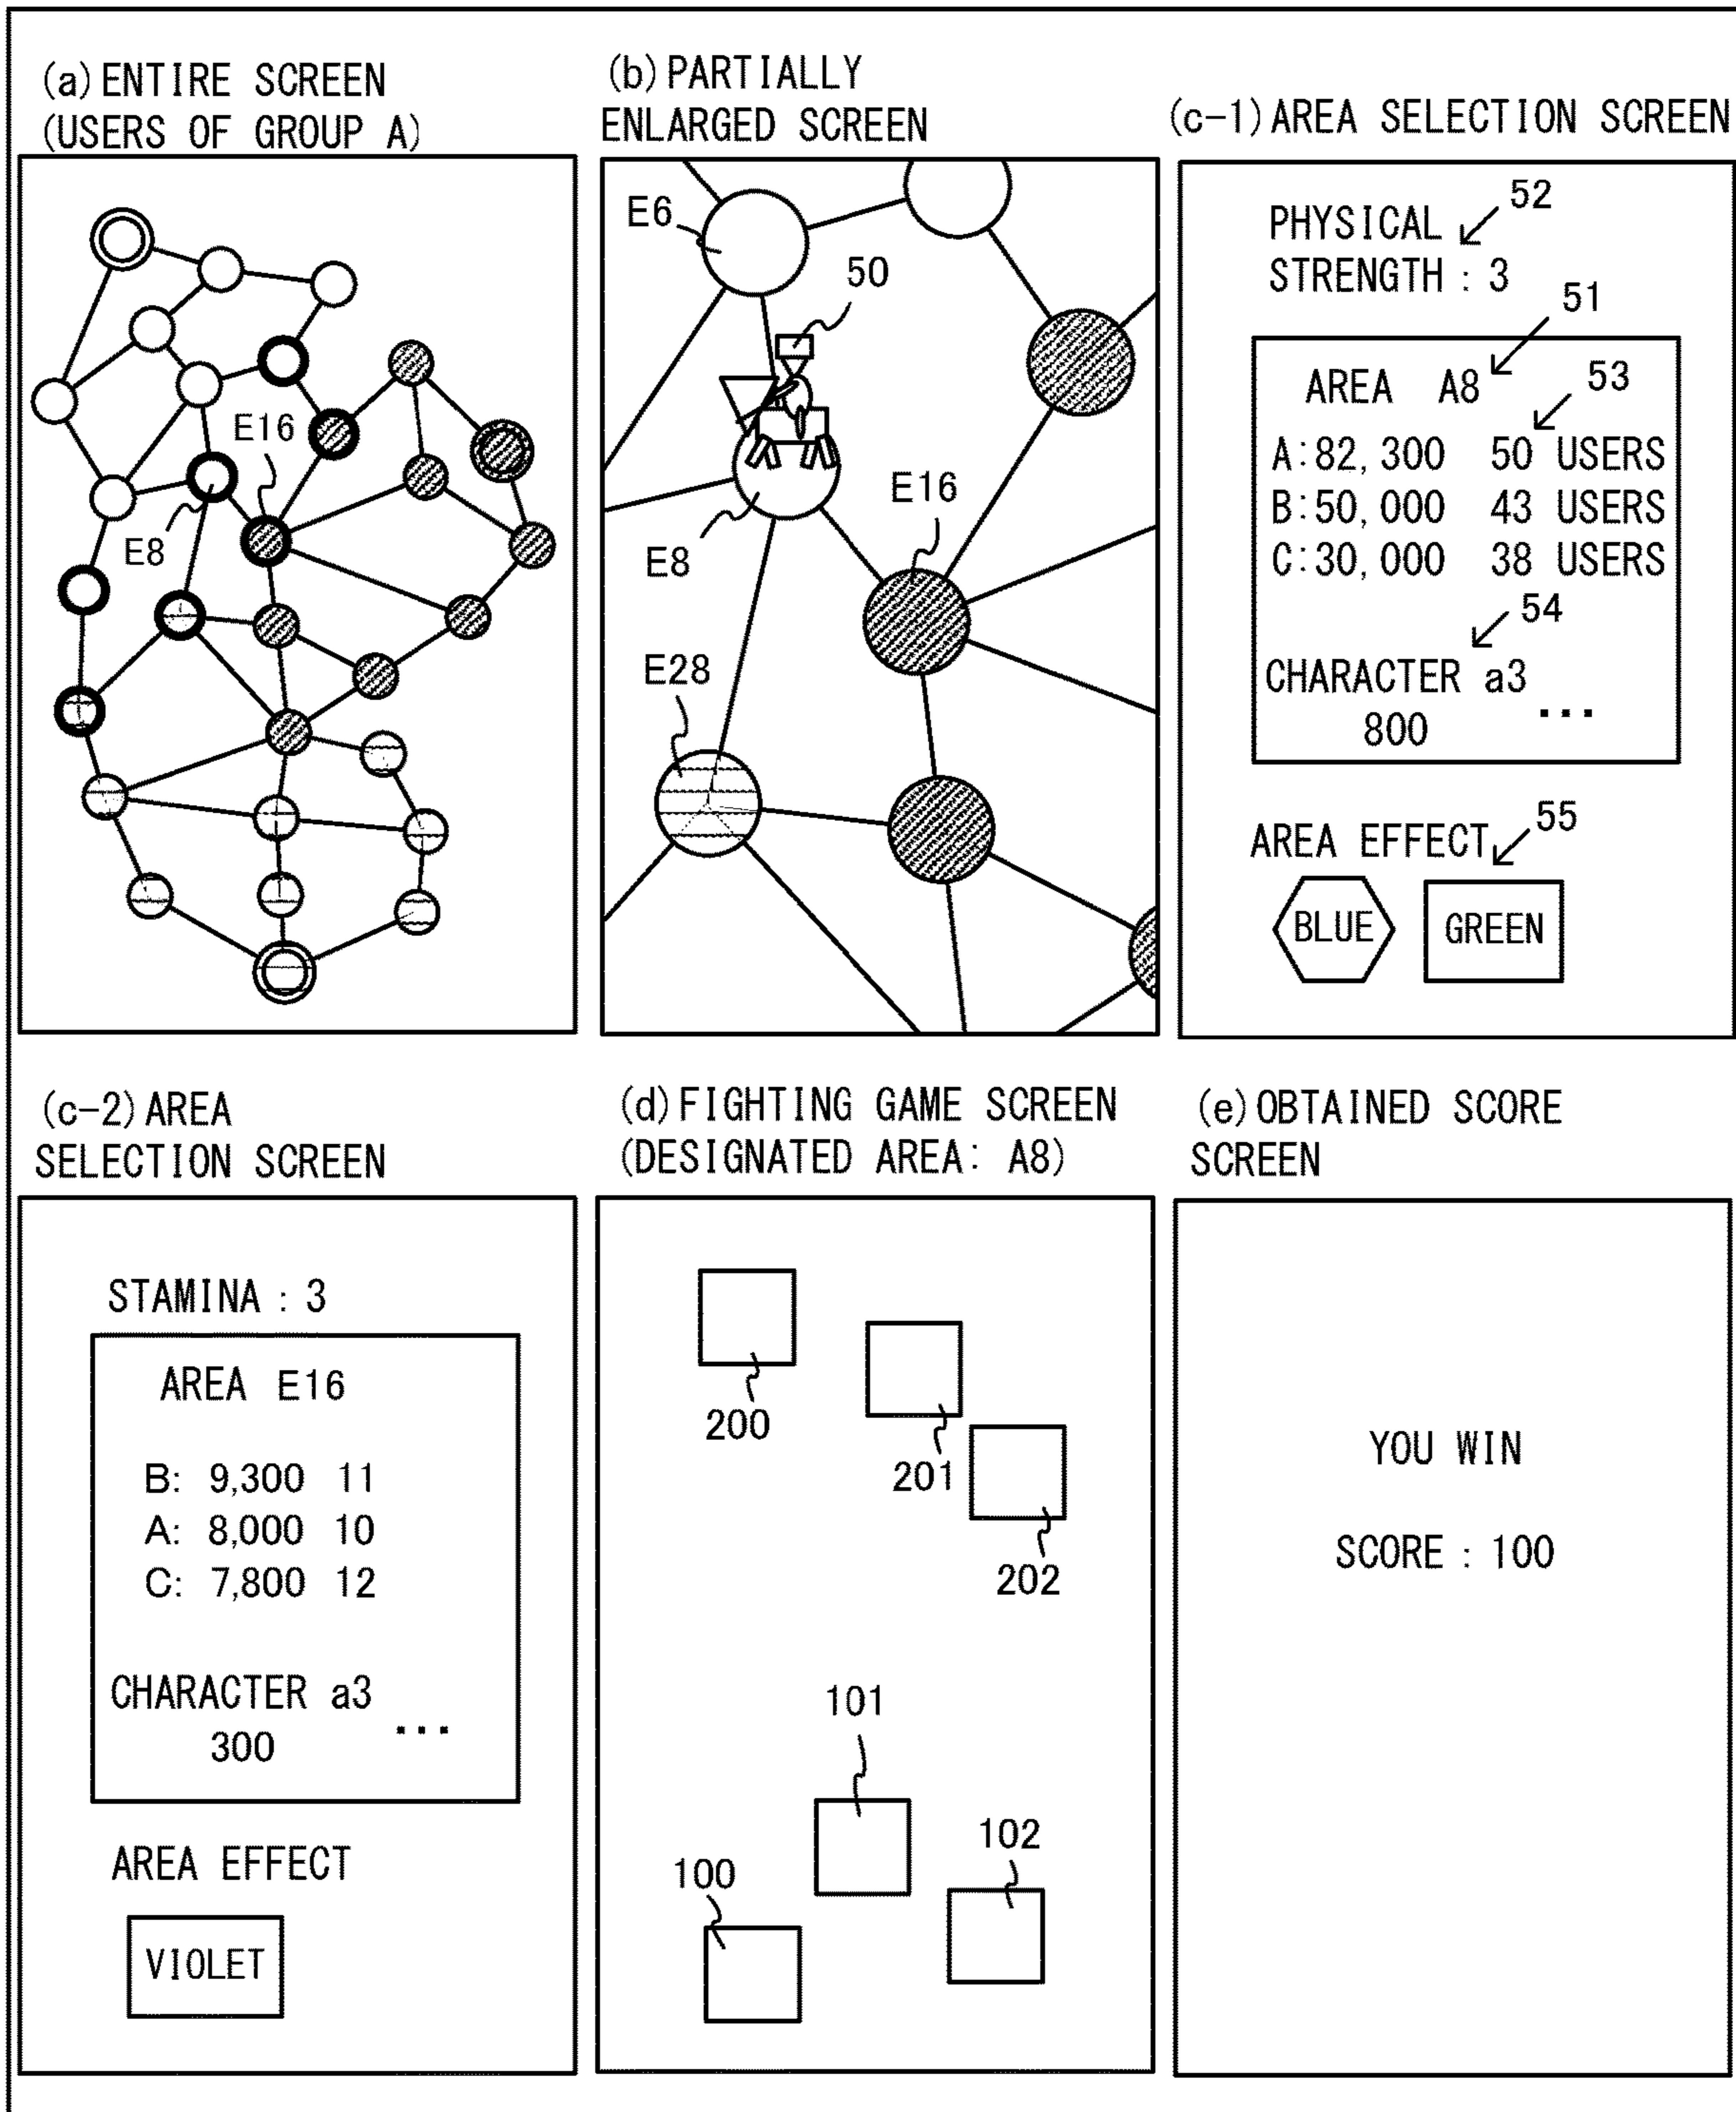 (a) ENTIRE SCREEN
(USERS OF GROUP A)
E16
E8
(b) PARTIALLY
ENLARGED SCREEN
E6
50
E16
E8
E28
(c-1) AREA SELECTION SCREEN
52
PHYSICAL
STRENGTH : 3
51
AREA A8
53
A:82,300 50 USERS
B:50,000 43 USERS
C:30,000 38 USERS
54
CHARACTER a3
800 ...
55
AREA EFFECT
BLUE GREEN
(c-2) AREA
SELECTION SCREEN
STAMINA : 3
AREA E16
B: 9,300 11
A: 8,000 10
C: 7,800 12
CHARACTER a3
300 ...
AREA EFFECT
VIOLET
(d) FIGHTING GAME SCREEN
(DESIGNATED AREA: A8)
200
201
202
101
102
100
(e) OBTAINED SCORE
SCREEN
YOU WIN
SCORE : 100